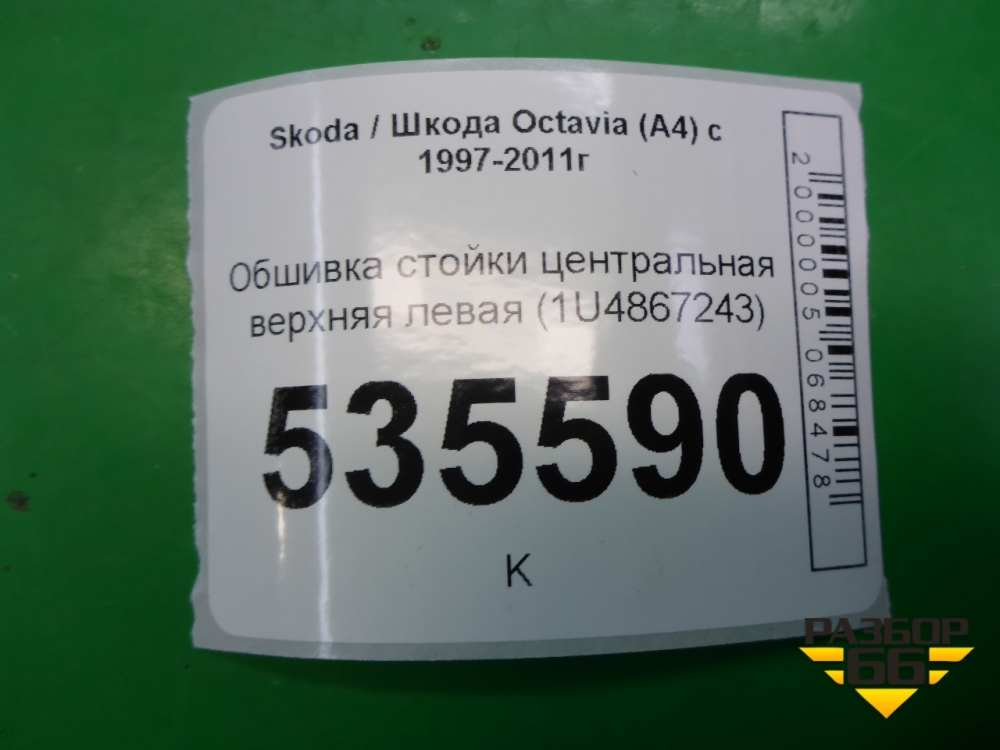 Skoda / Шкода Octavia (A4) с
1997-2011г
Обшивка стойки центральная
верхняя левая (1U4867243)
535590
К
2000005068478
РАЗБОР
66